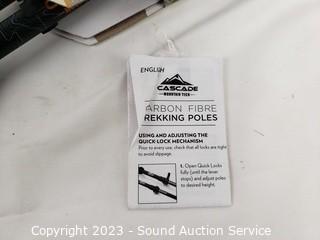 ENGLISH
CASCADE
MOUNTAIN TECH
ARBON FIBRE
REKKING POLES
USING AND ADJUSTING THE
QUICK-LOCK MECHANISM
Prior to every use, check that all locks are tight
to avoid slippage.
1. Open Quick Locks
fully (until the lever
stops) and adjust poles
to desired height.
Copyright 2023 - Sound Auction Service